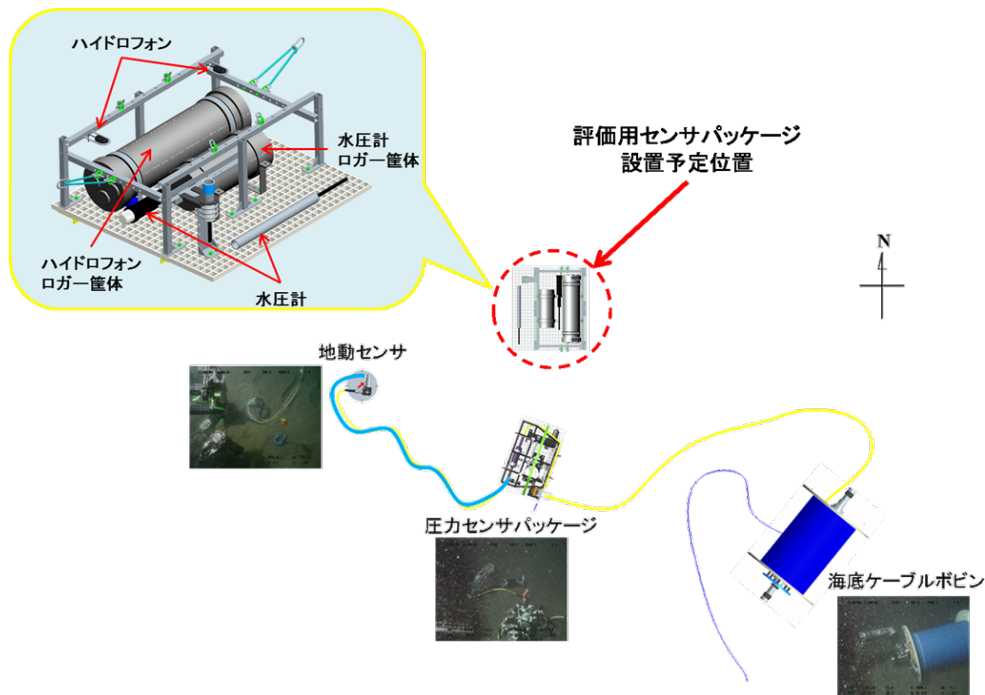 ハイドロフォン
水圧計
ロガー筐体
ハイドロフォン
ロガー筐体
水圧計
評価用センサパッケージ
設置予定位置
N
地動センサ
圧力センサパッケージ
海底ケーブルボビン